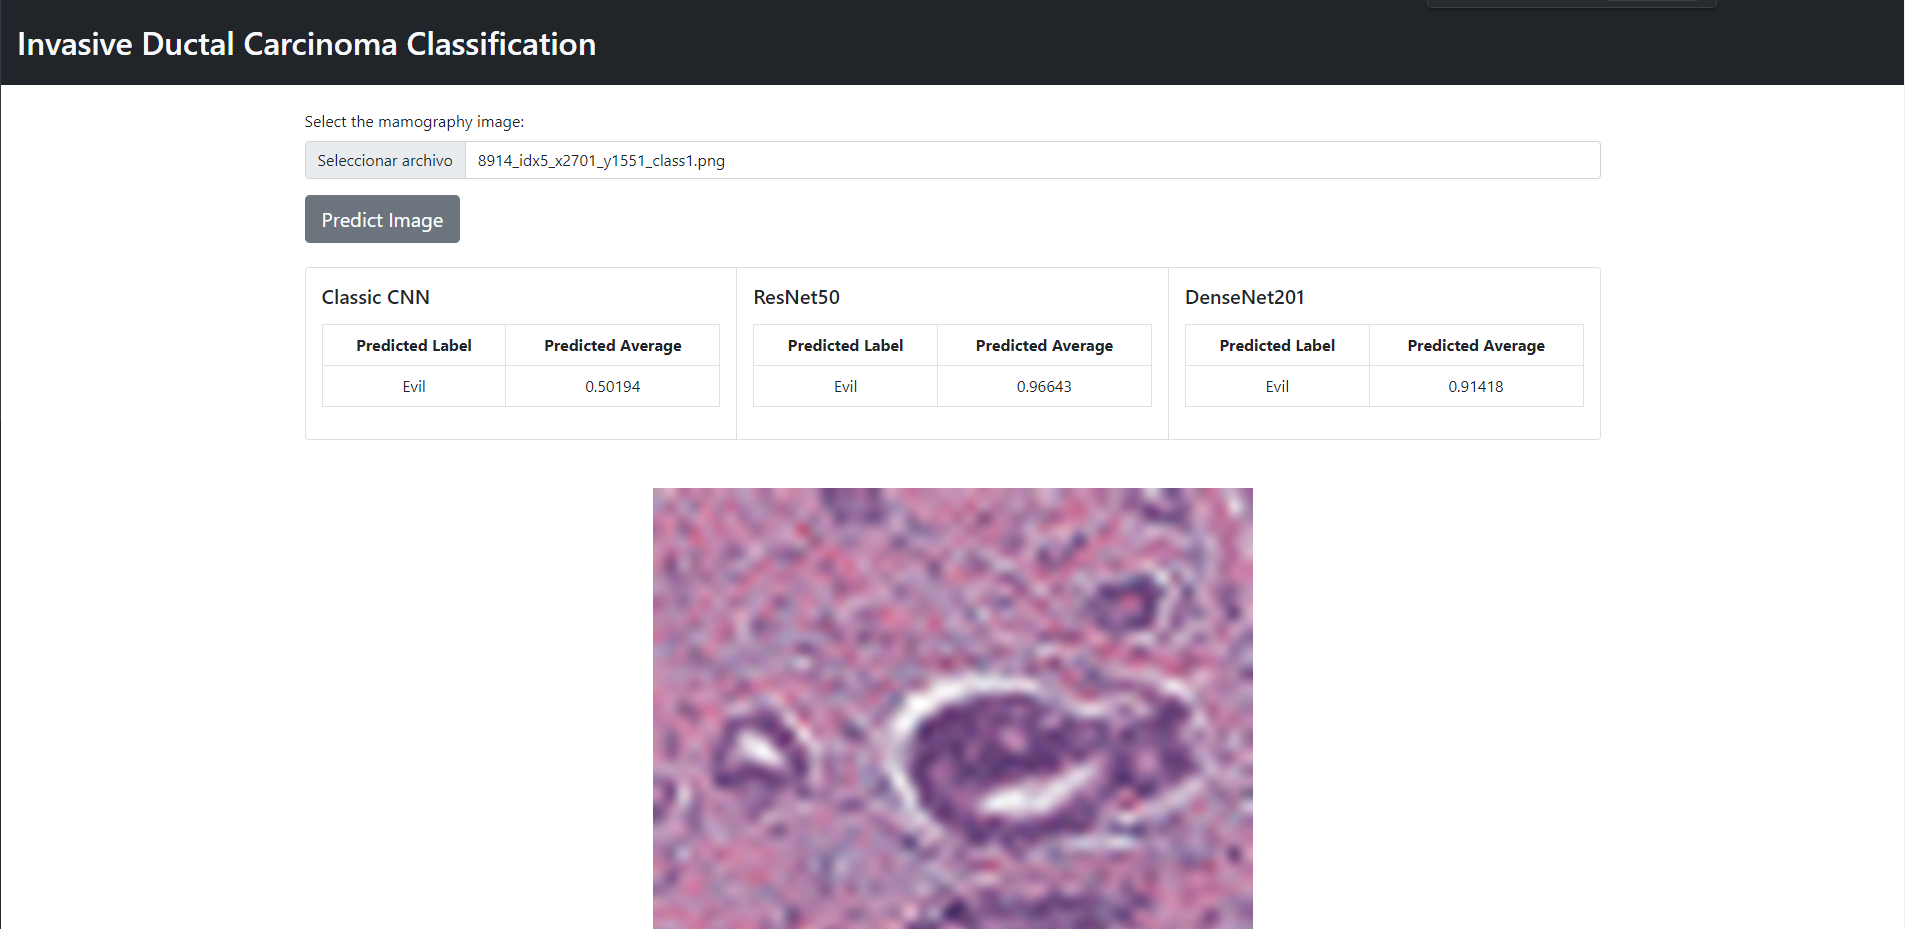 Invasive Ductal Carcinoma Classification
Select the mamography image:
Seleccionar archivo 8914_idx5_x2701_y1551_class1.png
Predict Image
Classic CNN
Predicted Label Predicted Average
Evil 0.50194
ResNet50
Predicted Label Predicted Average
Evil 0.96643
DenseNet201
Predicted Label Predicted Average
Evil 0.91418